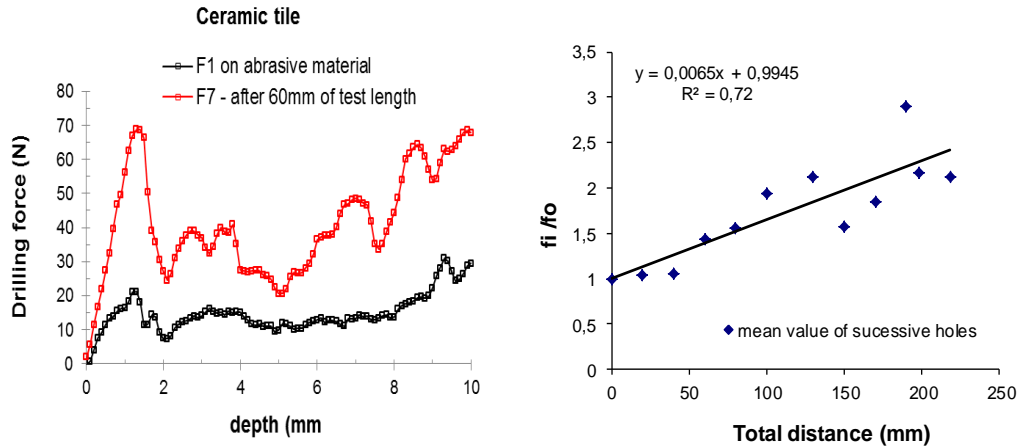 Ceramic tile
F1 on abrasive material
F7 - after 60mm of test length
Drilling force (N)
80
70
60
50
40
30
20
10
0
0
2
4
6
8
10
depth (mm
fi /fo
3,5
3
2,5
2
1,5
1
0,5
0
y = 0,0065x + 0,9945
R² = 0,72
mean value of sucessive holes
0
50
100
150
200
250
Total distance (mm)